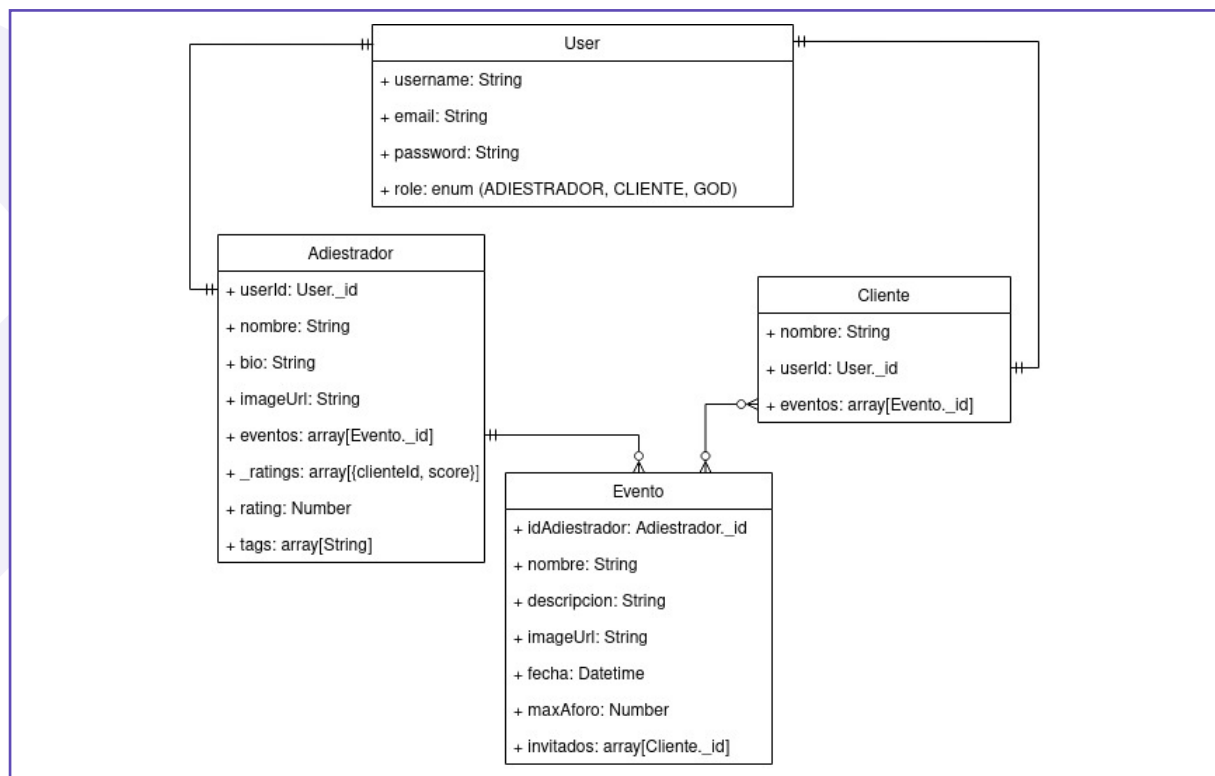 User
+ username: String
+ email: String
+ password: String
+ role: enum (ADIESTRADOR, CLIENTE, GOD)
Adiestrador
+ userId: User._id
+ nombre: String
+ bio: String
+ imageUrl: String
+ eventos: array[Evento._id]
+ _ratings: array[{clienteId, score}]
+ rating: Number
+ tags: array[String]
Cliente
+ nombre: String
+ userId: User._id
+ eventos: array[Evento._id]
Evento
+ idAdiestrador: Adiestrador._id
+ nombre: String
+ descripcion: String
+ imageUrl: String
+ fecha: Datetime
+ maxAforo: Number
+ invitados: array[Cliente._id]